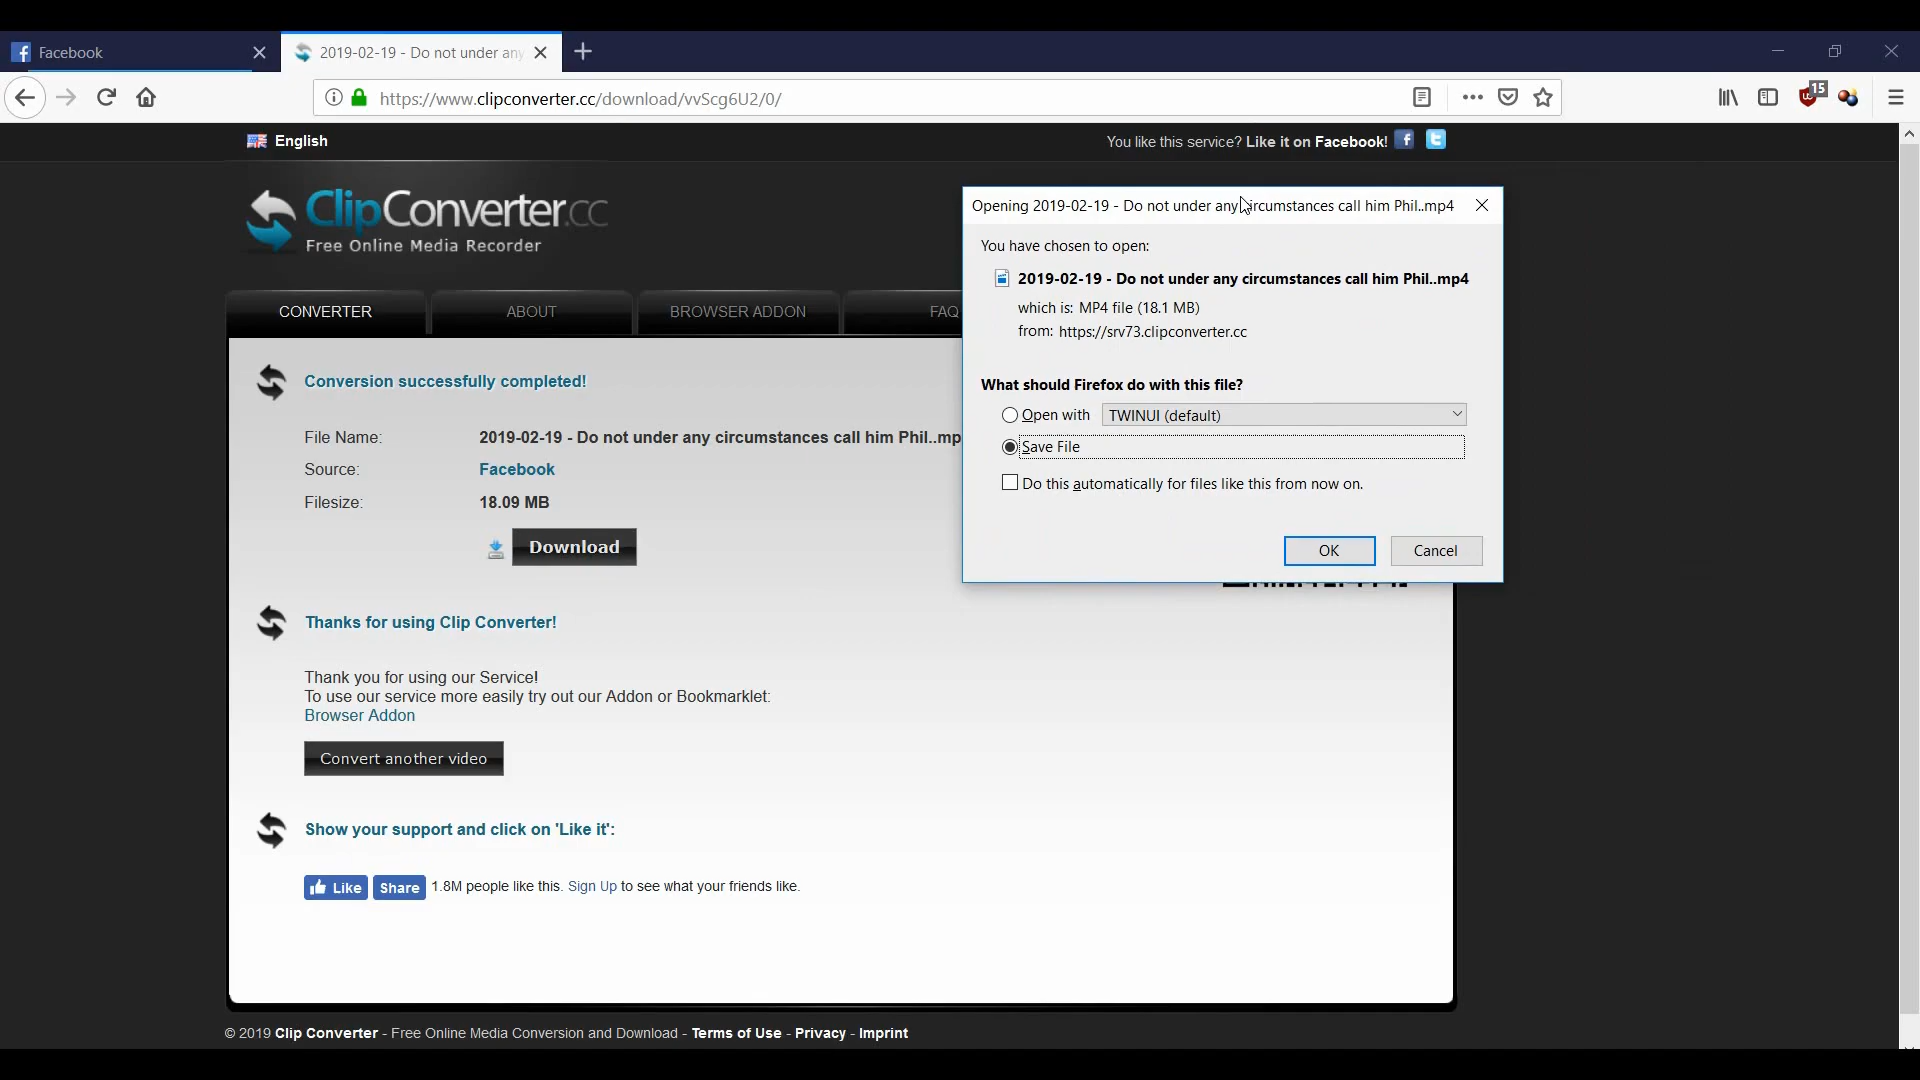 Facebook
2019-02-19 - Do not under any
https://www.clipconverter.cc/download/vvScg6U2/0/
15
English
You like this service? Like it on Facebook!
ClipConverter.cc
Free Online Media Recorder
CONVERTER
ABOUT
BROWSER ADDON
FAQ
Opening 2019-02-19 - Do not under any circumstances call him Phil..mp4
You have chosen to open:
2019-02-19 - Do not under any circumstances call him Phil..mp4
which is: MP4 file (18.1 MB)
from: https://srv73.clipconverter.cc
What should Firefox do with this file?
Open with
TWINUI (default)
Save File
Do this automatically for files like this from now on.
OK
Cancel
Conversion successfully completed!
File Name: 2019-02-19 - Do not under any circumstances call him Phil..mp
Source: Facebook
Filesize: 18.09 MB
Download
Thanks for using Clip Converter!
Thank you for using our Service!
To use our service more easily try out our Addon or Bookmarklet:
Browser Addon
Convert another video
Show your support and click on 'Like it':
Like
Share
1.8M people like this. Sign Up to see what your friends like.
© 2019 Clip Converter - Free Online Media Conversion and Download - Terms of Use - Privacy - Imprint